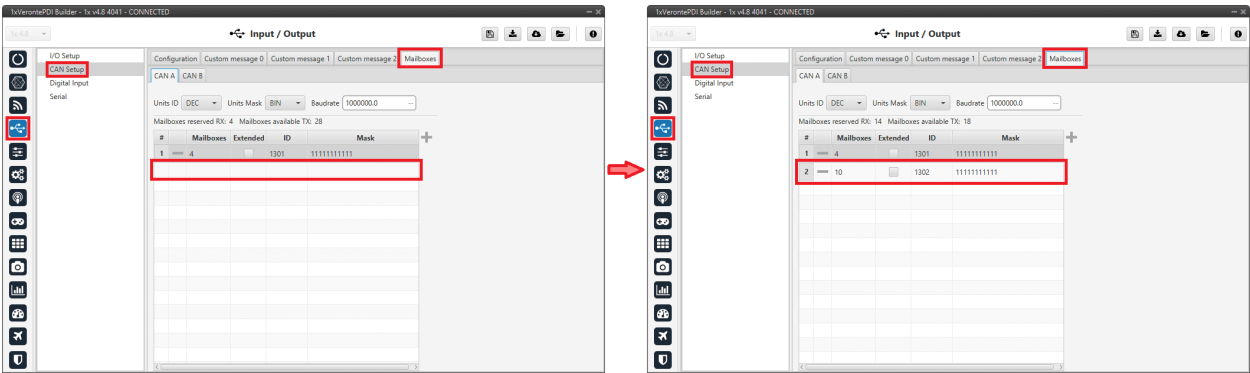 1xVerontePDI Builder - 1x v4.8 4041 - CONNECTED
1x 4.8
Input / Output
I/O Setup
CAN Setup
Digital Input
Serial
Configuration Custom message 0 Custom message 1 Custom message 2 Mailboxes
CAN A CAN B
Units ID DEC Units Mask BIN Baudrate 1000000.0 ...
Mailboxes reserved RX: 4 Mailboxes available TX: 28
# Mailboxes Extended ID Mask
1 4 1301 11111111111
1xVerontePDI Builder - 1x v4.8 4041 - CONNECTED
1x 4.8
Input / Output
I/O Setup
CAN Setup
Digital Input
Serial
Configuration Custom message 0 Custom message 1 Custom message 2 Mailboxes
CAN A CAN B
Units ID DEC Units Mask BIN Baudrate 1000000.0 ...
Mailboxes reserved RX: 14 Mailboxes available TX: 18
# Mailboxes Extended ID Mask
1 4 1301 11111111111
2 10 1302 11111111111